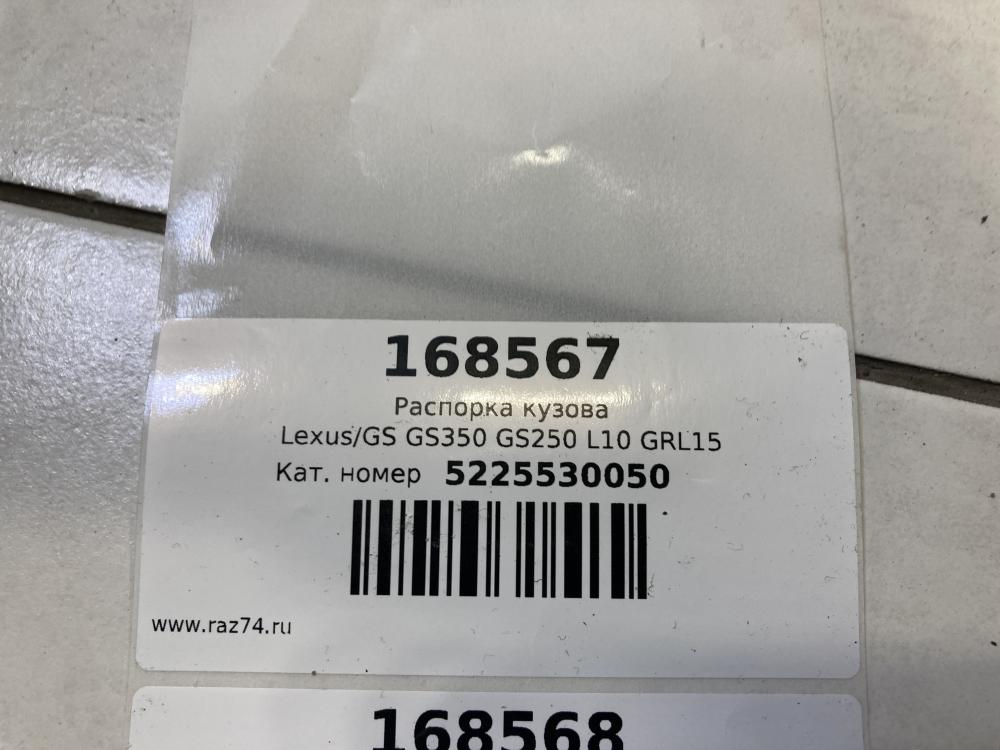 168567
Распорка кузова
Lexus/GS GS350 GS250 L10 GRL15
Кат. номер 5225530050
www.raz74.ru
168568